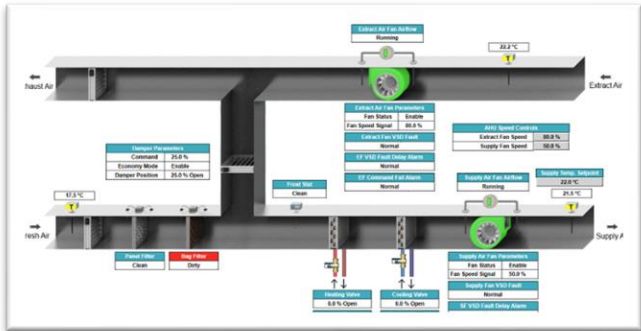 Extract Air Fan Airflow
Running
22.2 °C
xhaust Air
Extract Air
Extract Air Fan Parameters
Fan Status Enable
Fan Speed Signal 80.0 %
Extract Fan VSD Fault
Normal
EF VSD Fault Delay Alarm
Normal
EF Command Fail Alarm
Normal
AHU Speed Controls
Extract Fan Speed
Supply Fan Speed
Damper Parameters
Command 25.0 %
Economy Mode Enable
Damper Position 25.0 % Open
Frost Stat
Clean
Supply Air Fan Airflow
Running
Supply Temp. Setpoint
22.0 °C
17.5 °C
21.5 °C
resh Air
Supply A
Panel Filter
Clean
Bag Filter
Dirty
Supply Air Fan Parameters
Fan Status Enable
Fan Speed Signal 50.0 %
Supply Fan VSD Fault
Normal
SF VSD Fault Delay Alarm
Heating Valve
0.0 % Open
Cooling Valve
0.0 % Open